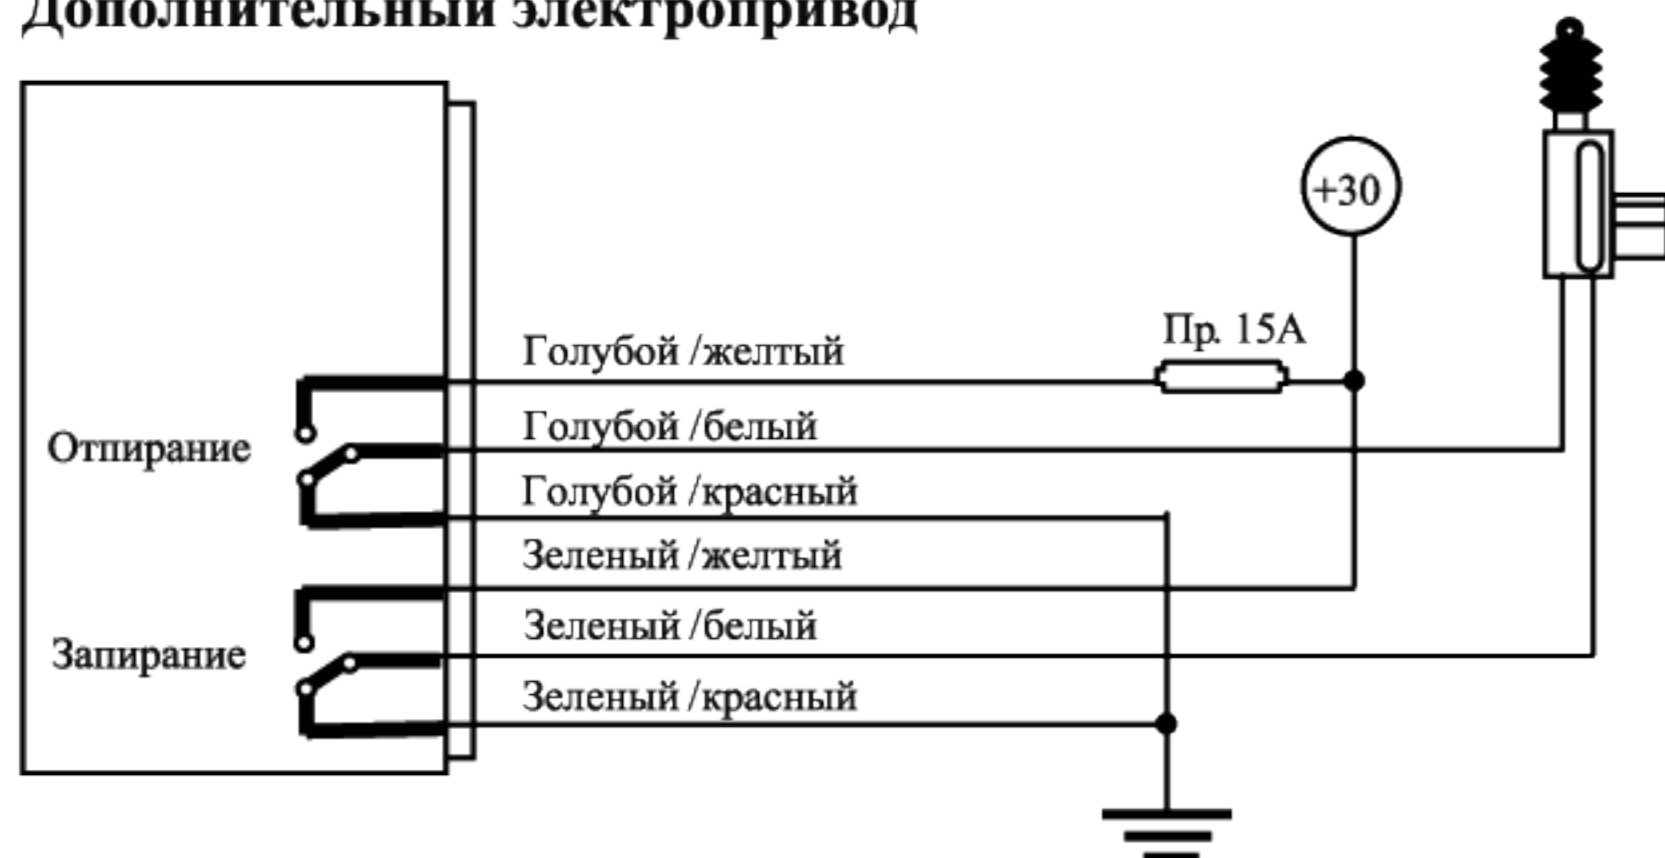 Дополнительный электропривод
+30
Пр. 15А
Голубой /желтый
Голубой /белый
Отпирание
Голубой /красный
Зеленый /желтый
Зеленый /белый
Запирание
Зеленый /красный